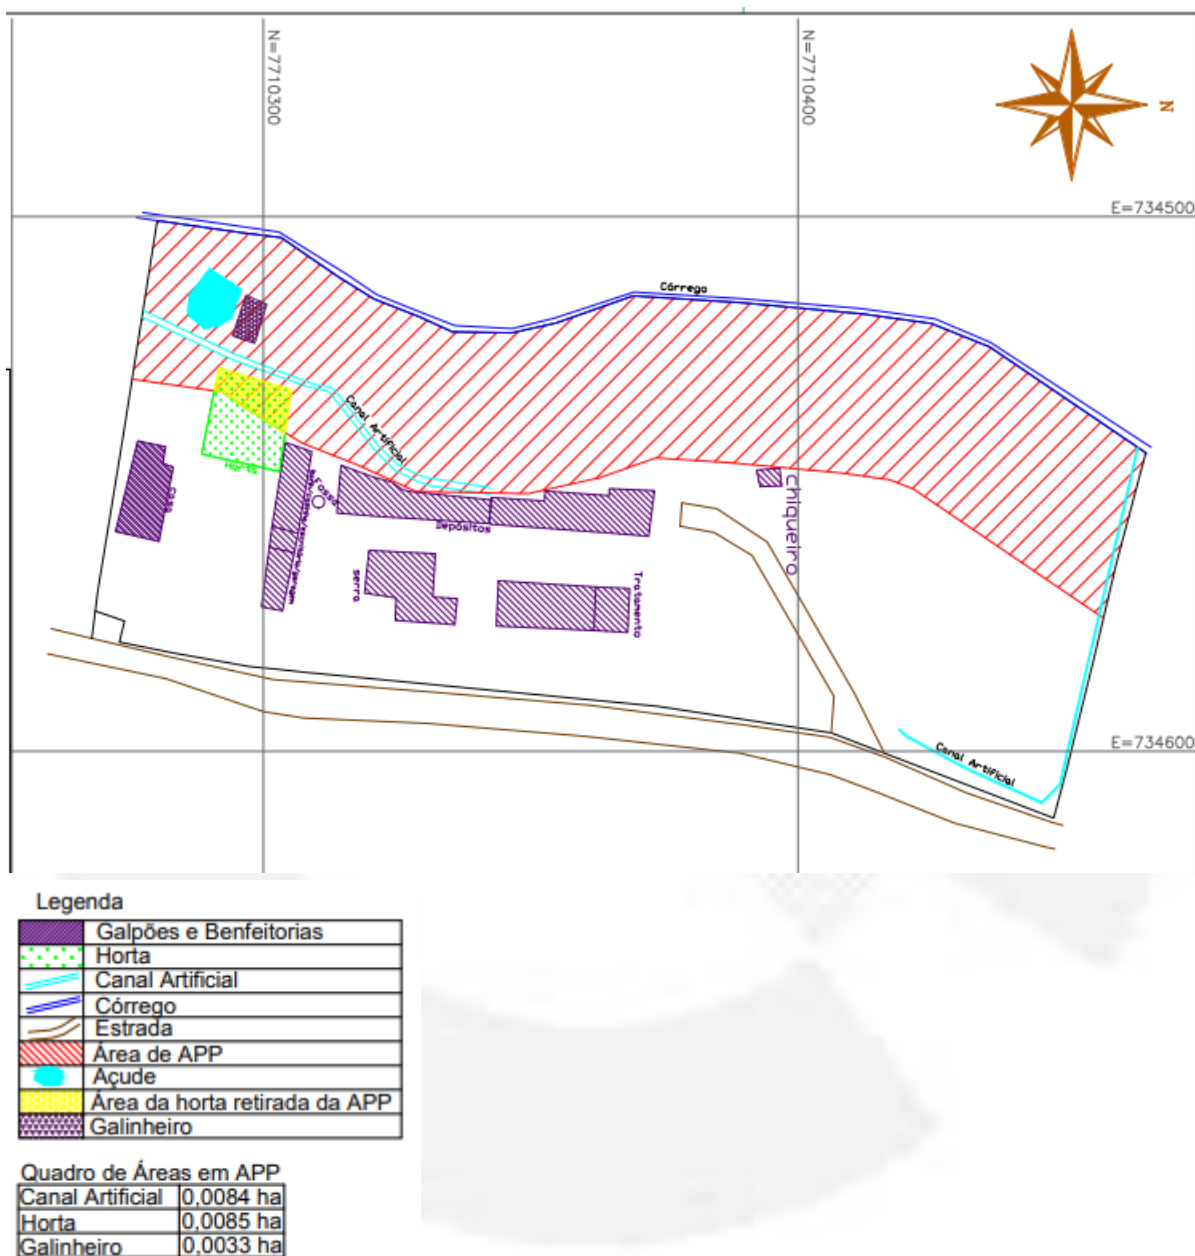 N=7710300
N=7710400
N
E=734500
Córrego
Canal Artificial
Horta
Casa
Fossa
Depósitos
Chiqueiro
serra
Tratamento
E=734600
Canal Artificial
Legenda
Galpões e Benfeitorias
Horta
Canal Artificial
Córrego
Estrada
Área de APP
Açude
Área da horta retirada da APP
Galinheiro
Quadro de Áreas em APP
Canal Artificial 0,0084 ha
Horta 0,0085 ha
Galinheiro 0,0033 ha